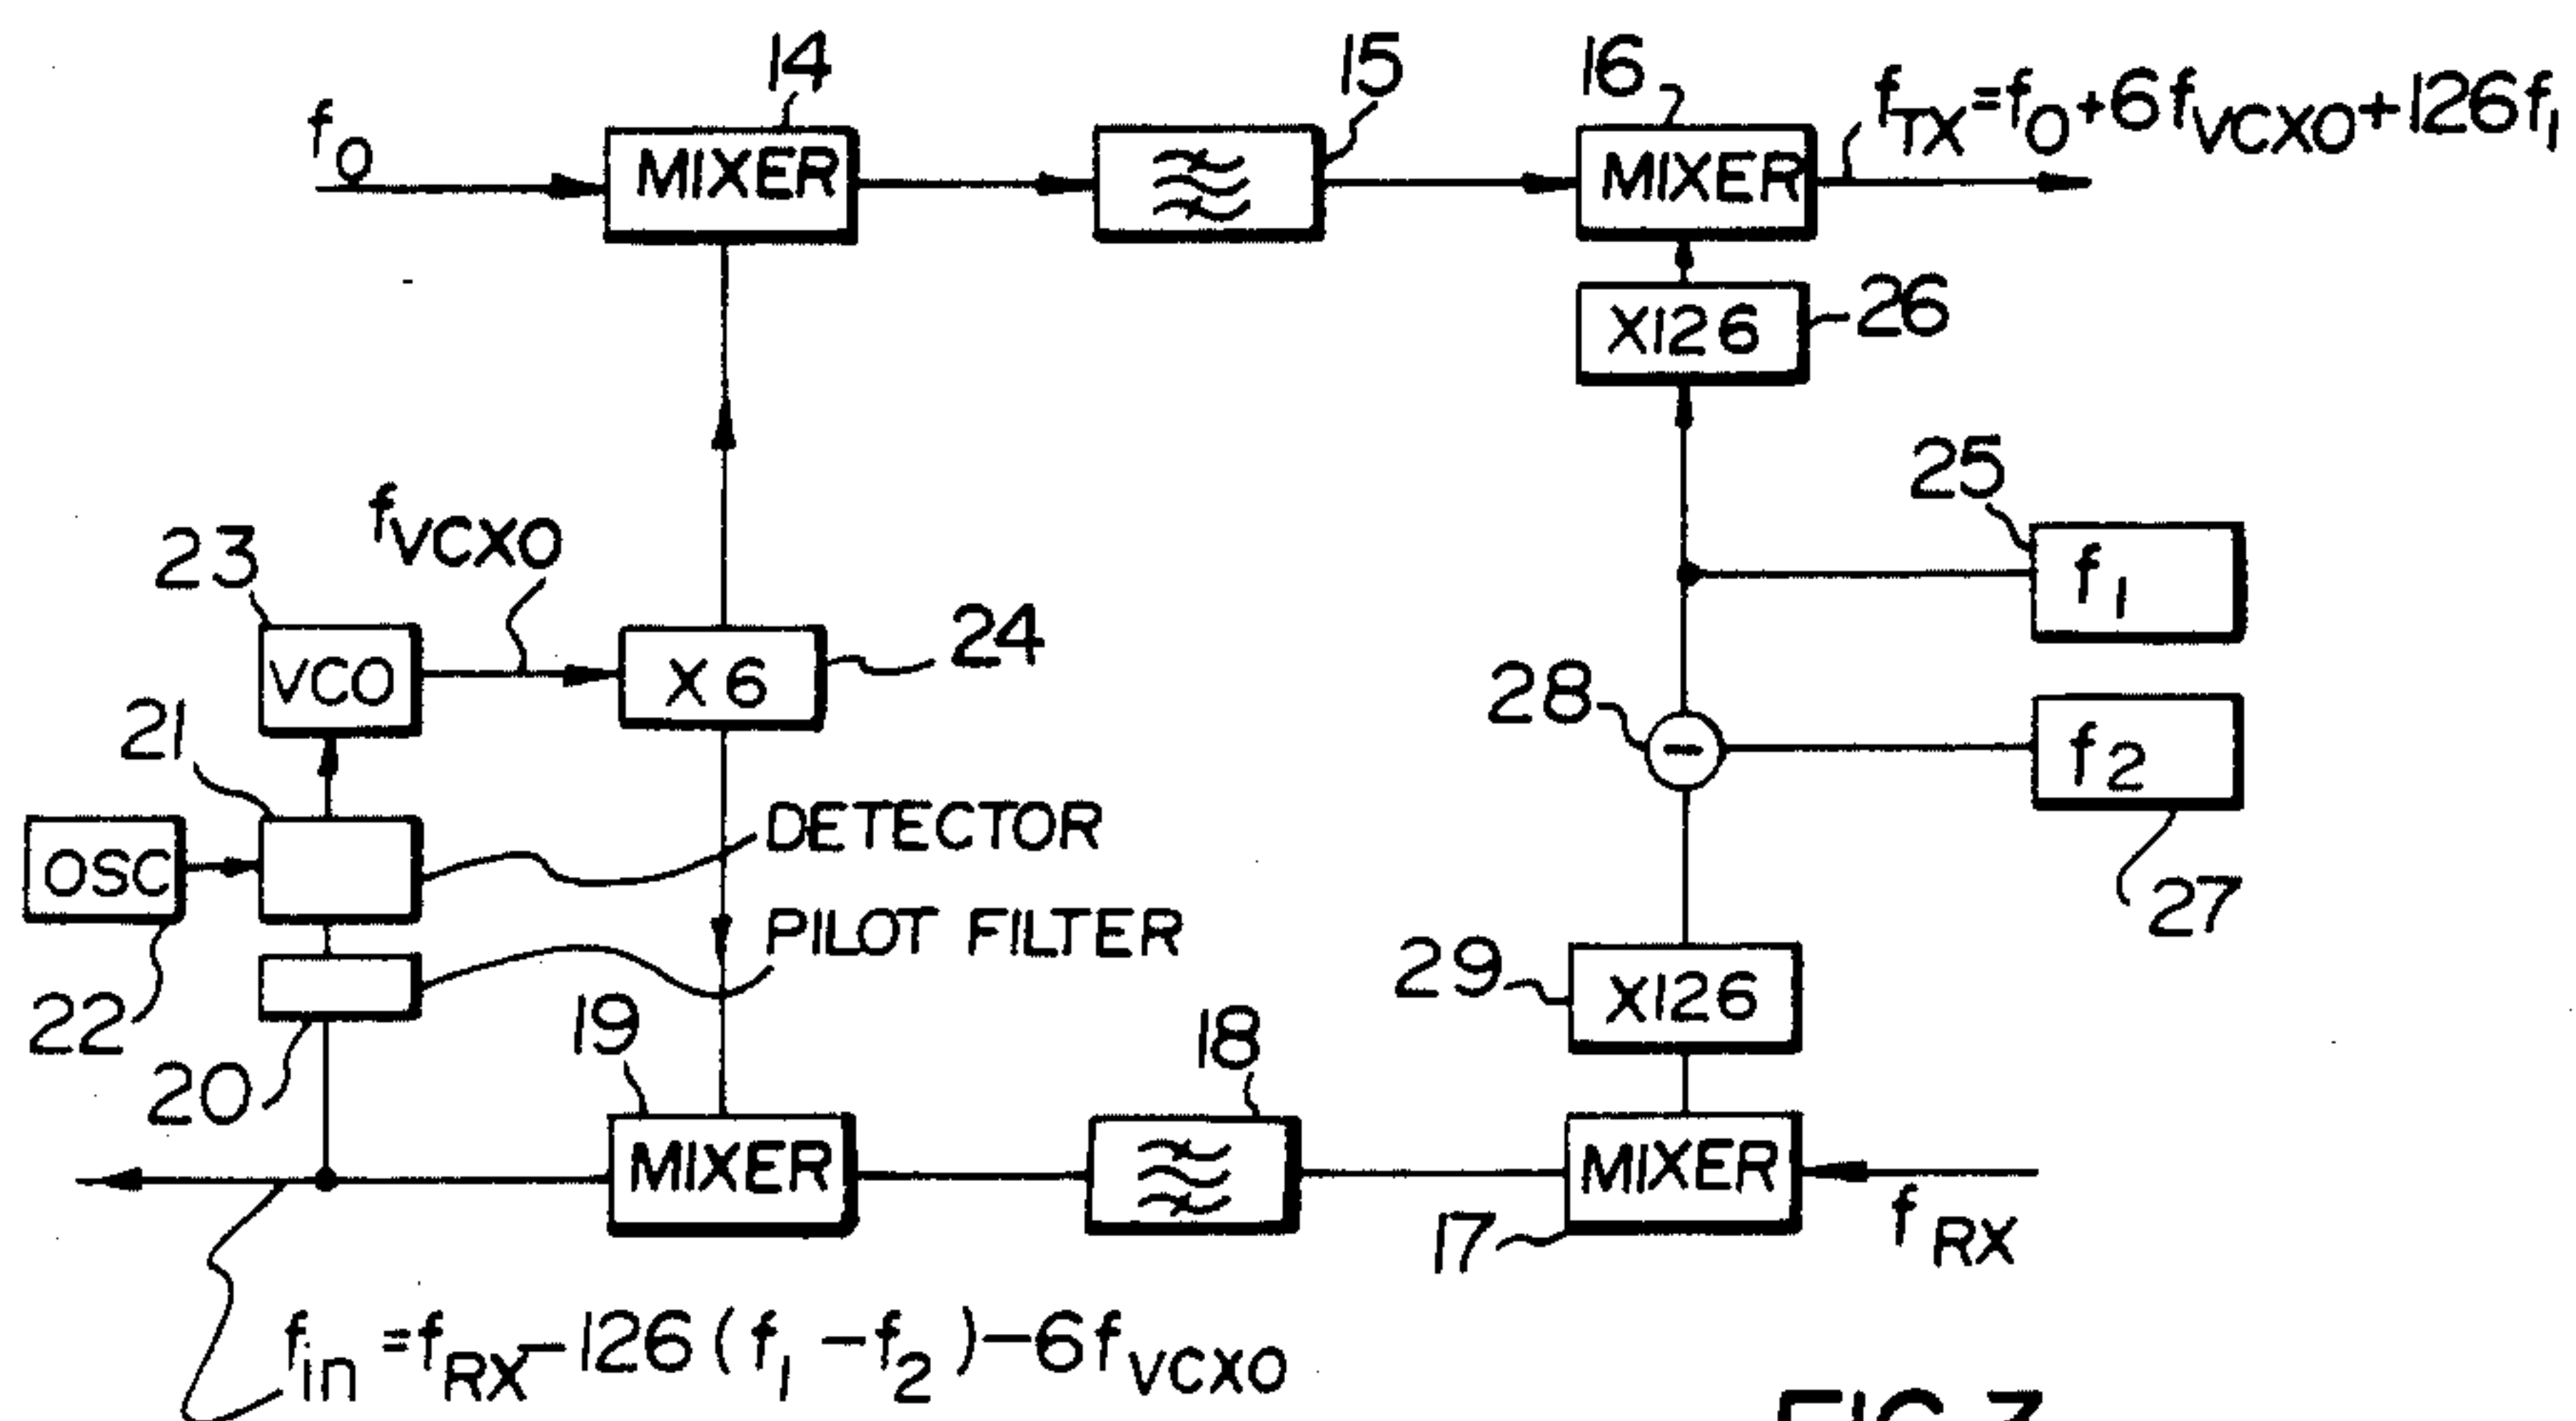 14
15
16
f0
MIXER
MIXER
fTX=f0+6fVCXO+126f1
X126
26
25
f1
fVCXO
23
VCO
24
X6
28
−
f2
27
21
DETECTOR
OSC
PILOT FILTER
22
20
19
18
29
X126
MIXER
MIXER
17
fRX
fin=fRX−126(f1−f2)−6fVCXO